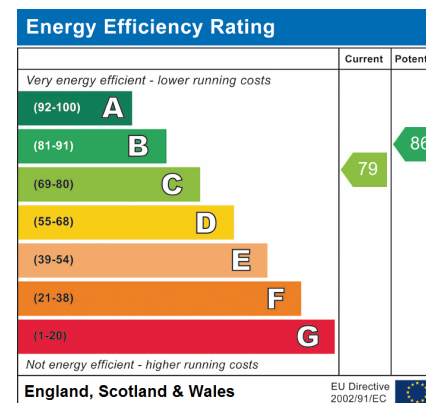 Energy Efficiency Rating
Current Poten
Very energy efficient - lower running costs
(92-100) A
(81-91) B
86
(69-80) C
79
(55-68) D
(39-54) E
(21-38) F
(1-20) G
Not energy efficient - higher running costs
England, Scotland & Wales
EU Directive
2002/91/EC